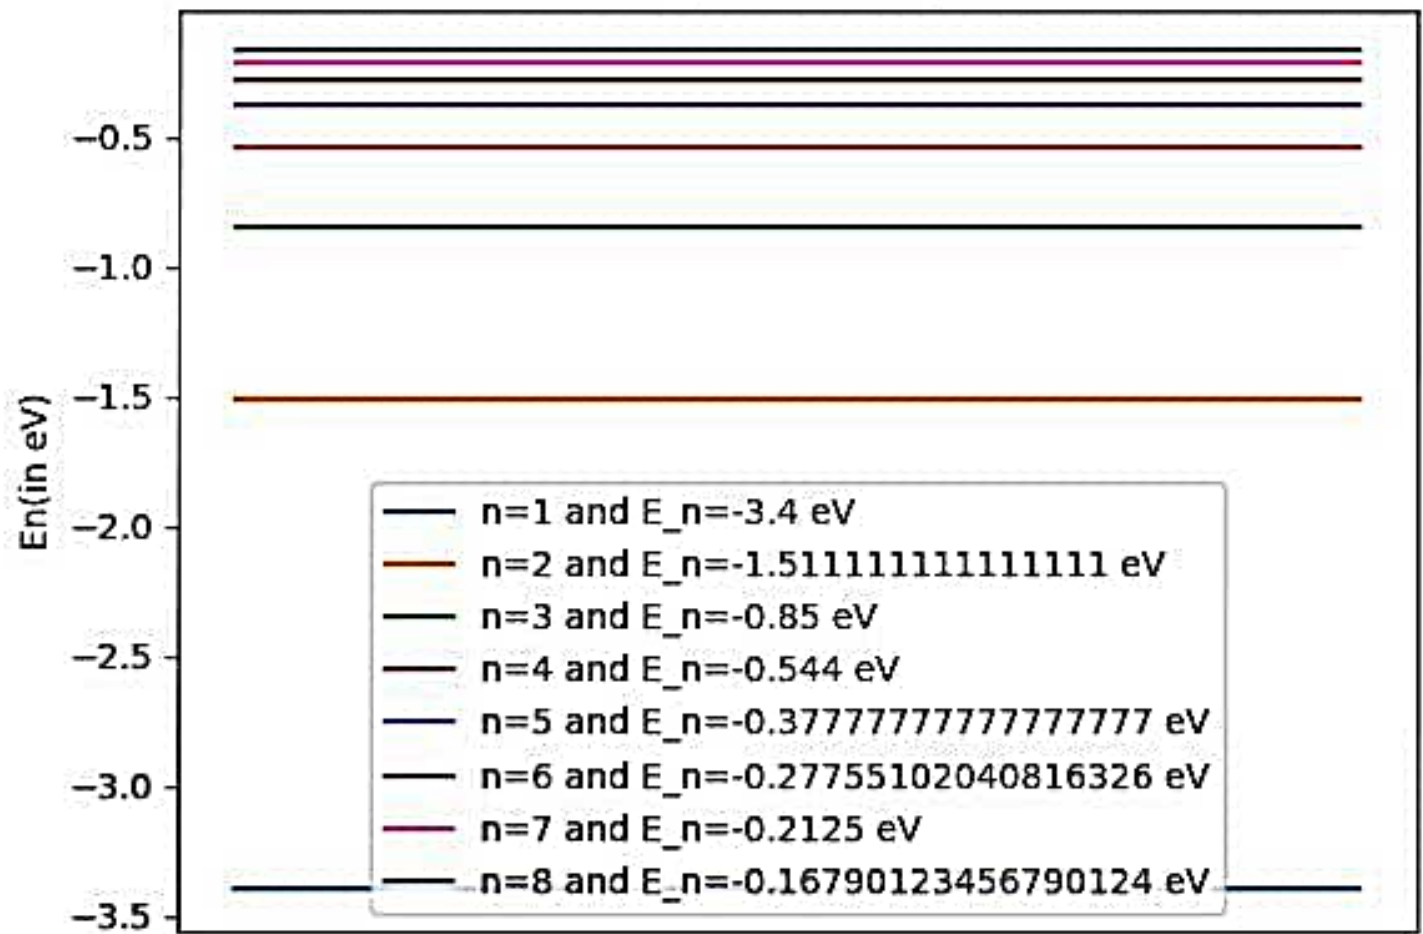 −0.5
−1.0
−1.5
−2.0
−2.5
−3.0
−3.5
En(in eV)
n=1 and E_n=-3.4 eV
n=2 and E_n=-1.511111111111111 eV
n=3 and E_n=-0.85 eV
n=4 and E_n=-0.544 eV
n=5 and E_n=-0.37777777777777777 eV
n=6 and E_n=-0.27755102040816326 eV
n=7 and E_n=-0.2125 eV
n=8 and E_n=-0.16790123456790124 eV